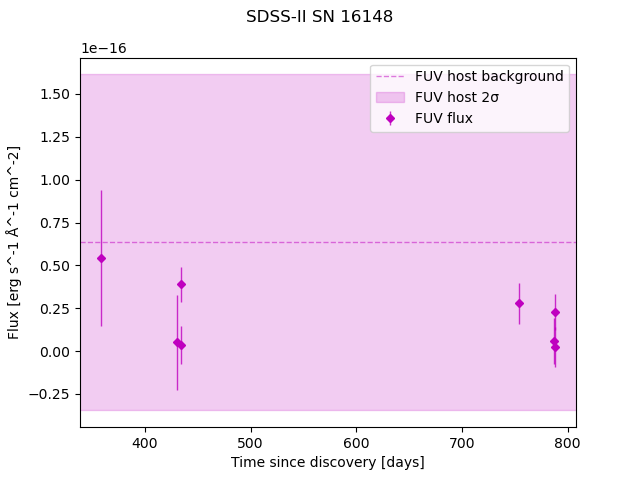 SDSS-II SN 16148
1e−16
FUV host background
FUV host 2σ
FUV flux
1.50
1.25
1.00
0.75
0.50
0.25
0.00
−0.25
Flux [erg s^-1 Å^-1 cm^-2]
400 500 600 700 800
Time since discovery [days]